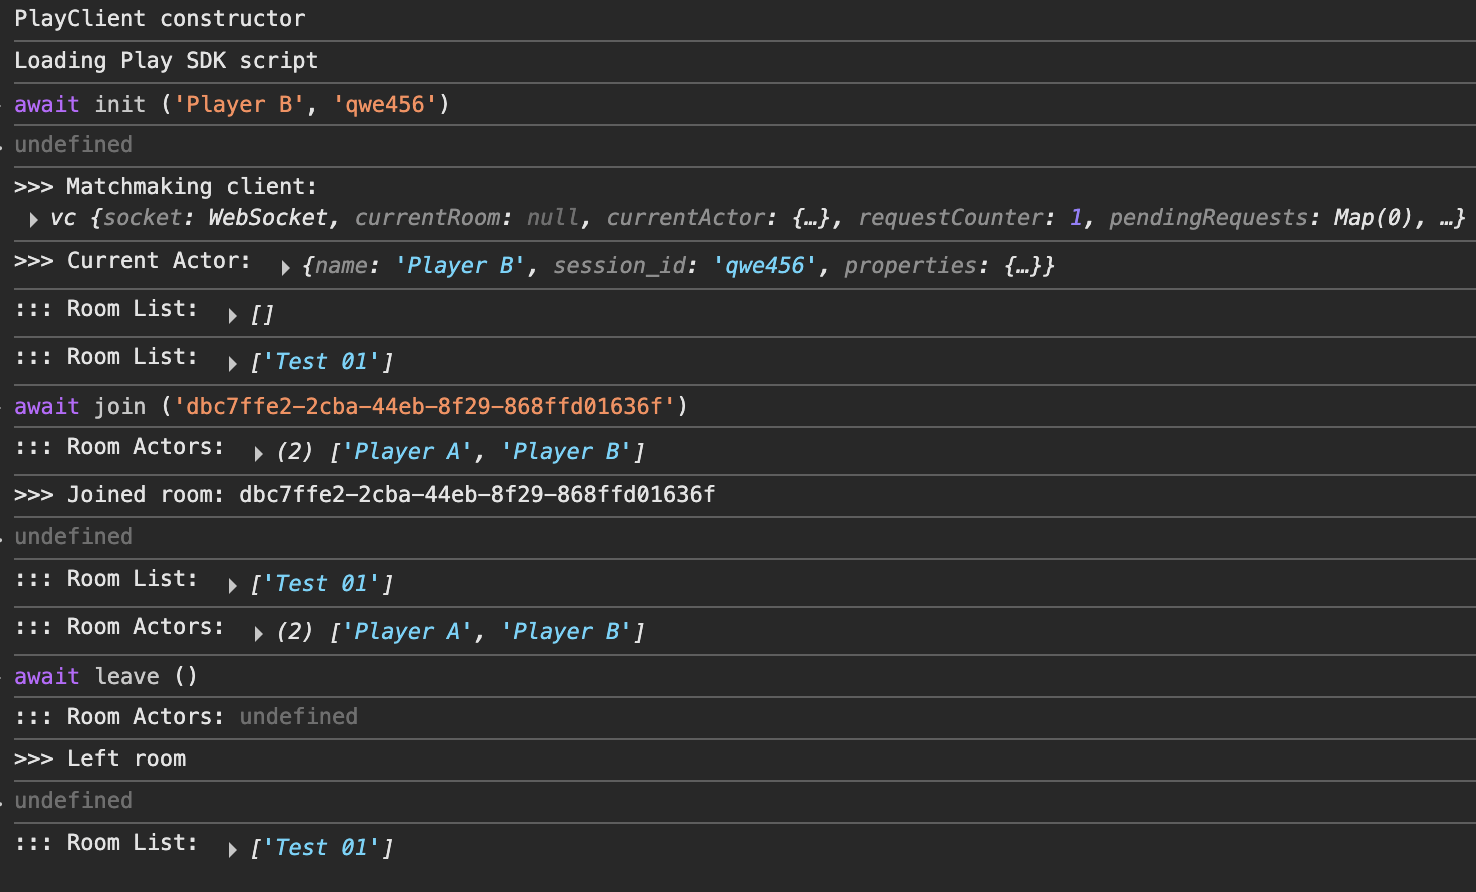 PlayClient constructor
Loading Play SDK script
await init ('Player B', 'qwe456')
undefined
>>> Matchmaking client:
▸ vc {socket: WebSocket, currentRoom: null, currentActor: {…}, requestCounter: 1, pendingRequests: Map(0), …}
>>> Current Actor: ▸ {name: 'Player B', session_id: 'qwe456', properties: {…}}
::: Room List: ▸ []
::: Room List: ▸ ['Test 01']
await join ('dbc7ffe2-2cba-44eb-8f29-868ffd01636f')
::: Room Actors: ▸ (2) ['Player A', 'Player B']
>>> Joined room: dbc7ffe2-2cba-44eb-8f29-868ffd01636f
undefined
::: Room List: ▸ ['Test 01']
::: Room Actors: ▸ (2) ['Player A', 'Player B']
await leave ()
::: Room Actors: undefined
>>> Left room
undefined
::: Room List: ▸ ['Test 01']